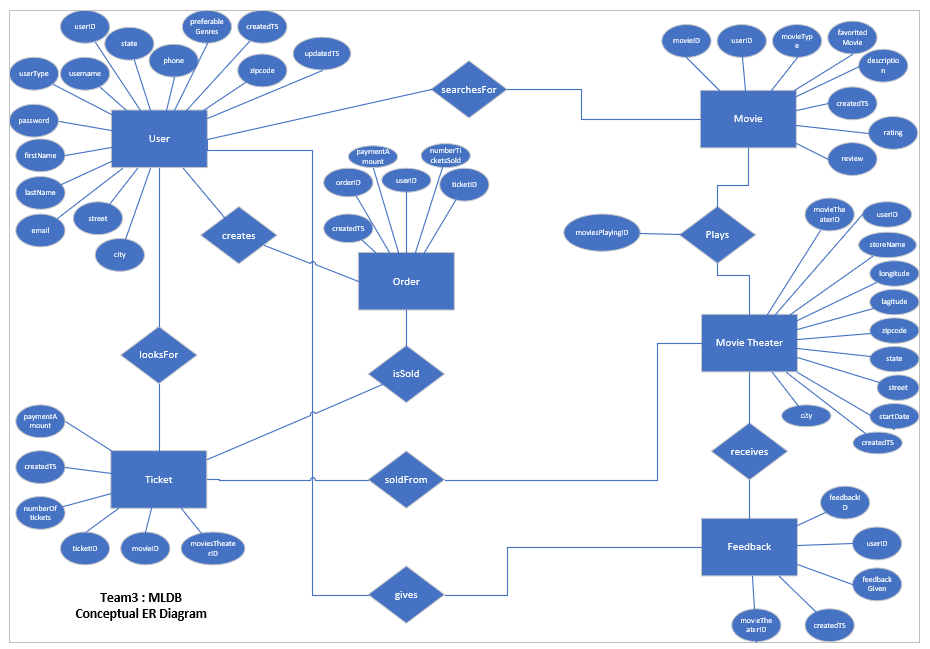 userID
state
preferable
Genres
createdTS
phone
updatedTS
zipcode
userType
username
password
firstName
lastName
email
street
city
User
searchesFor
movieID
userID
movieTyp
e
favorited
Movie
descriptio
n
createdTS
rating
review
Movie
creates
paymentA
mount
numberTi
cketsSold
orderID
userID
ticketID
createdTS
Order
moviesPlayingID
Plays
movieThe
aterID
userID
storeName
longitude
lagitude
zipcode
state
street
startDate
createdTS
city
Movie Theater
looksFor
isSold
receives
paymentA
mount
createdTS
numberOf
tickets
ticketID
movieID
moviesTheate
rID
Ticket
soldFrom
feedbackI
D
userID
feedback
Given
createdTS
movieThe
aterID
Feedback
gives
Team3 : MLDB
Conceptual ER Diagram